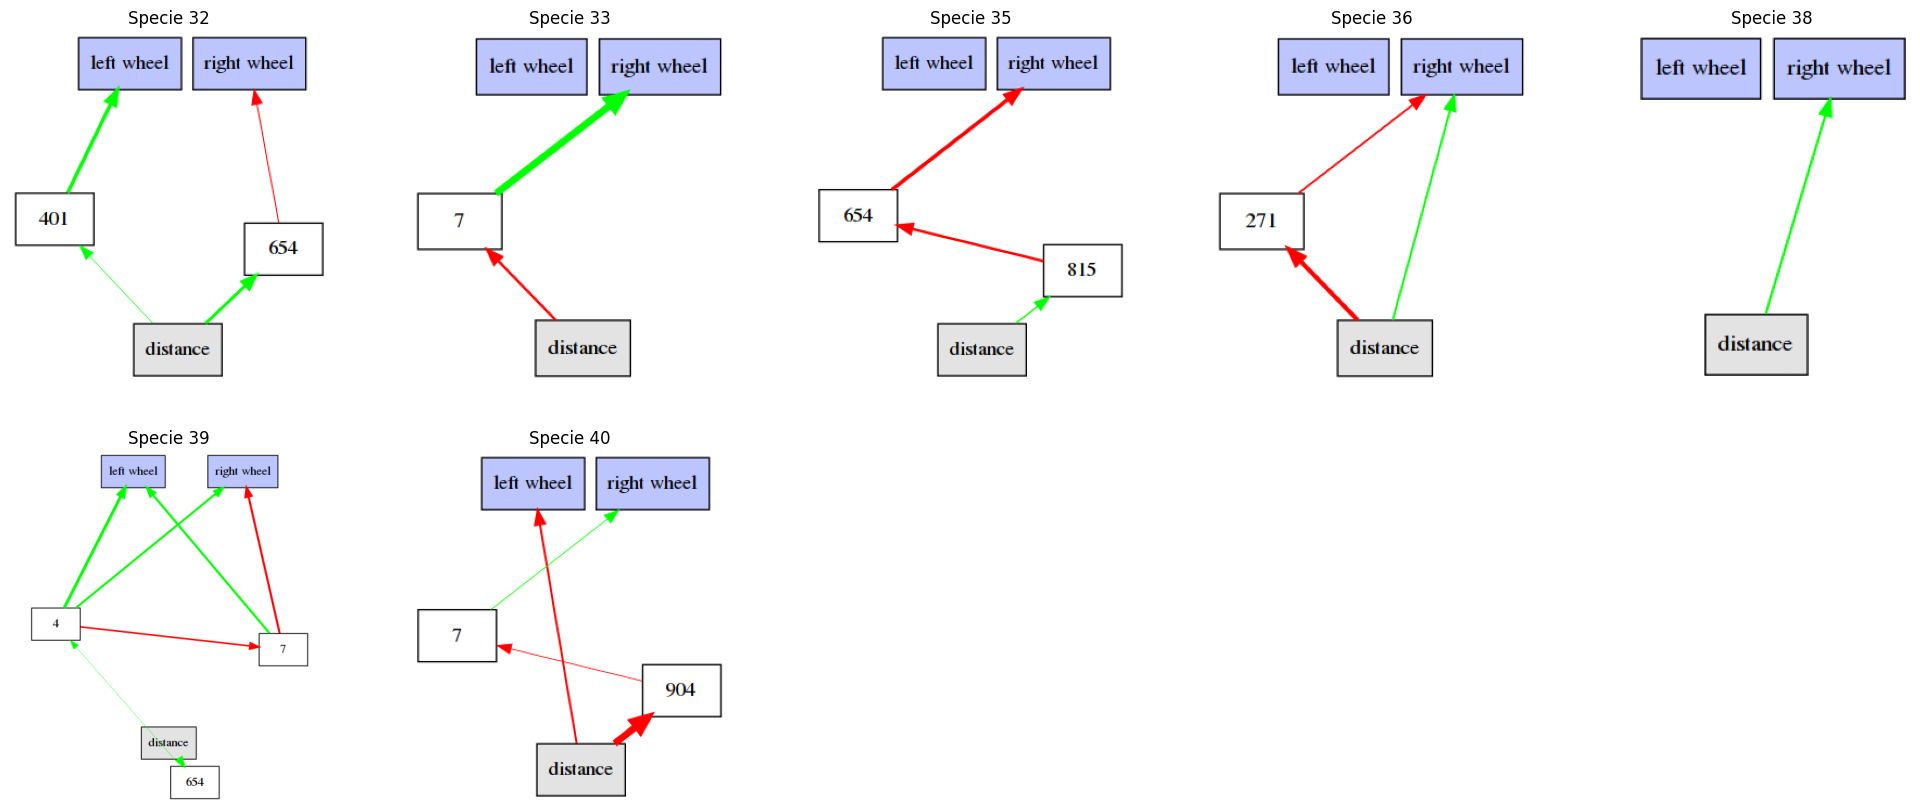 Specie 32
left wheel
right wheel
401
654
distance
Specie 33
left wheel
right wheel
7
distance
Specie 35
left wheel
right wheel
654
815
distance
Specie 36
left wheel
right wheel
271
distance
Specie 38
left wheel
right wheel
distance
Specie 39
left wheel
right wheel
4
7
distance
654
Specie 40
left wheel
right wheel
7
904
distance